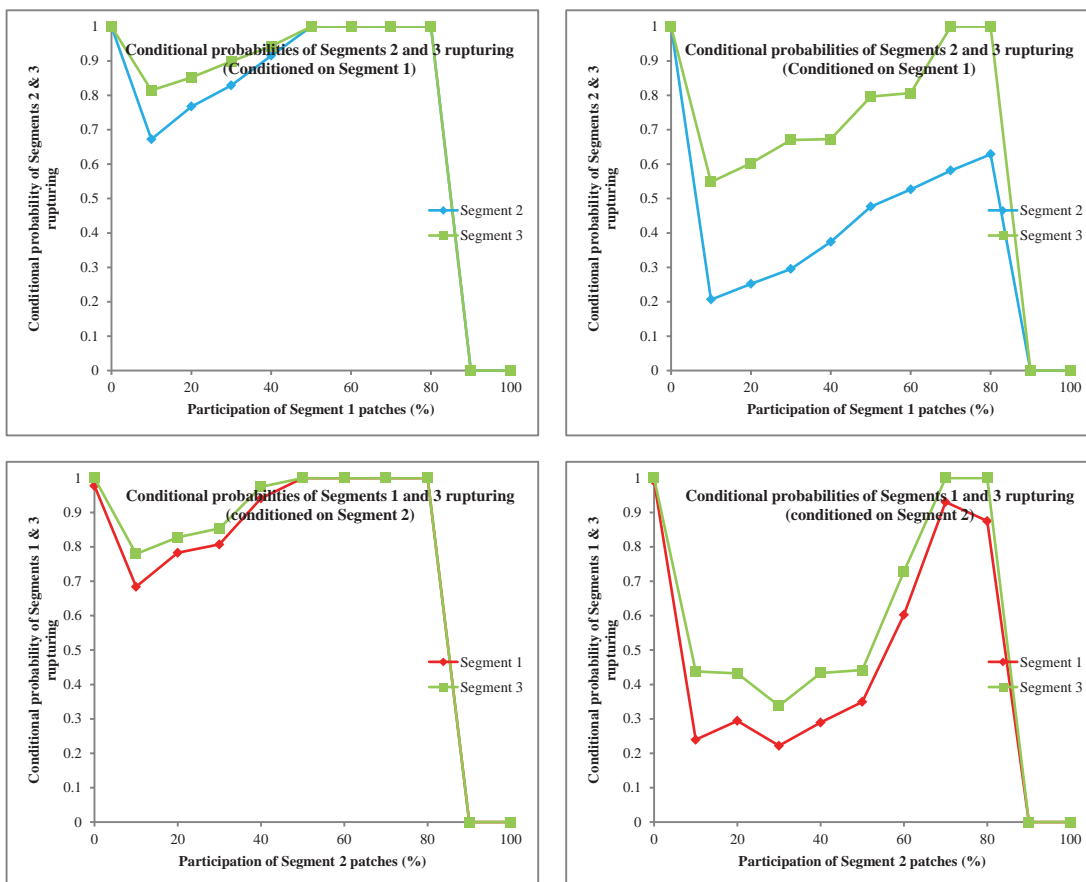 Conditional probabilities of Segments 2 and 3 rupturing
(Conditioned on Segment 1)
Conditional probability of Segments 2 & 3
rupturing
1
0.9
0.8
0.7
0.6
0.5
0.4
0.3
0.2
0.1
0
Segment 2
Segment 3
0 20 40 60 80 100
Participation of Segment 1 patches (%)
Conditional probabilities of Segments 2 and 3 rupturing
(Conditioned on Segment 1)
Conditional probability of Segments 2 & 3
rupturing
1
0.9
0.8
0.7
0.6
0.5
0.4
0.3
0.2
0.1
0
Segment 2
Segment 3
0 20 40 60 80 100
Participation of Segment 1 patches (%)
Conditional probabilities of Segments 1 and 3 rupturing
(conditioned on Segment 2)
Conditional probability of Segments 1 & 3
rupturing
1
0.9
0.8
0.7
0.6
0.5
0.4
0.3
0.2
0.1
0
Segment 1
Segment 3
0 20 40 60 80 100
Participation of Segment 2 patches (%)
Conditional probabilities of Segments 1 and 3 rupturing
(conditioned on Segment 2)
Conditional probability of Segments 1 & 3
rupturing
1
0.9
0.8
0.7
0.6
0.5
0.4
0.3
0.2
0.1
0
Segment 1
Segment 3
0 20 40 60 80 100
Participation of Segment 2 patches (%)